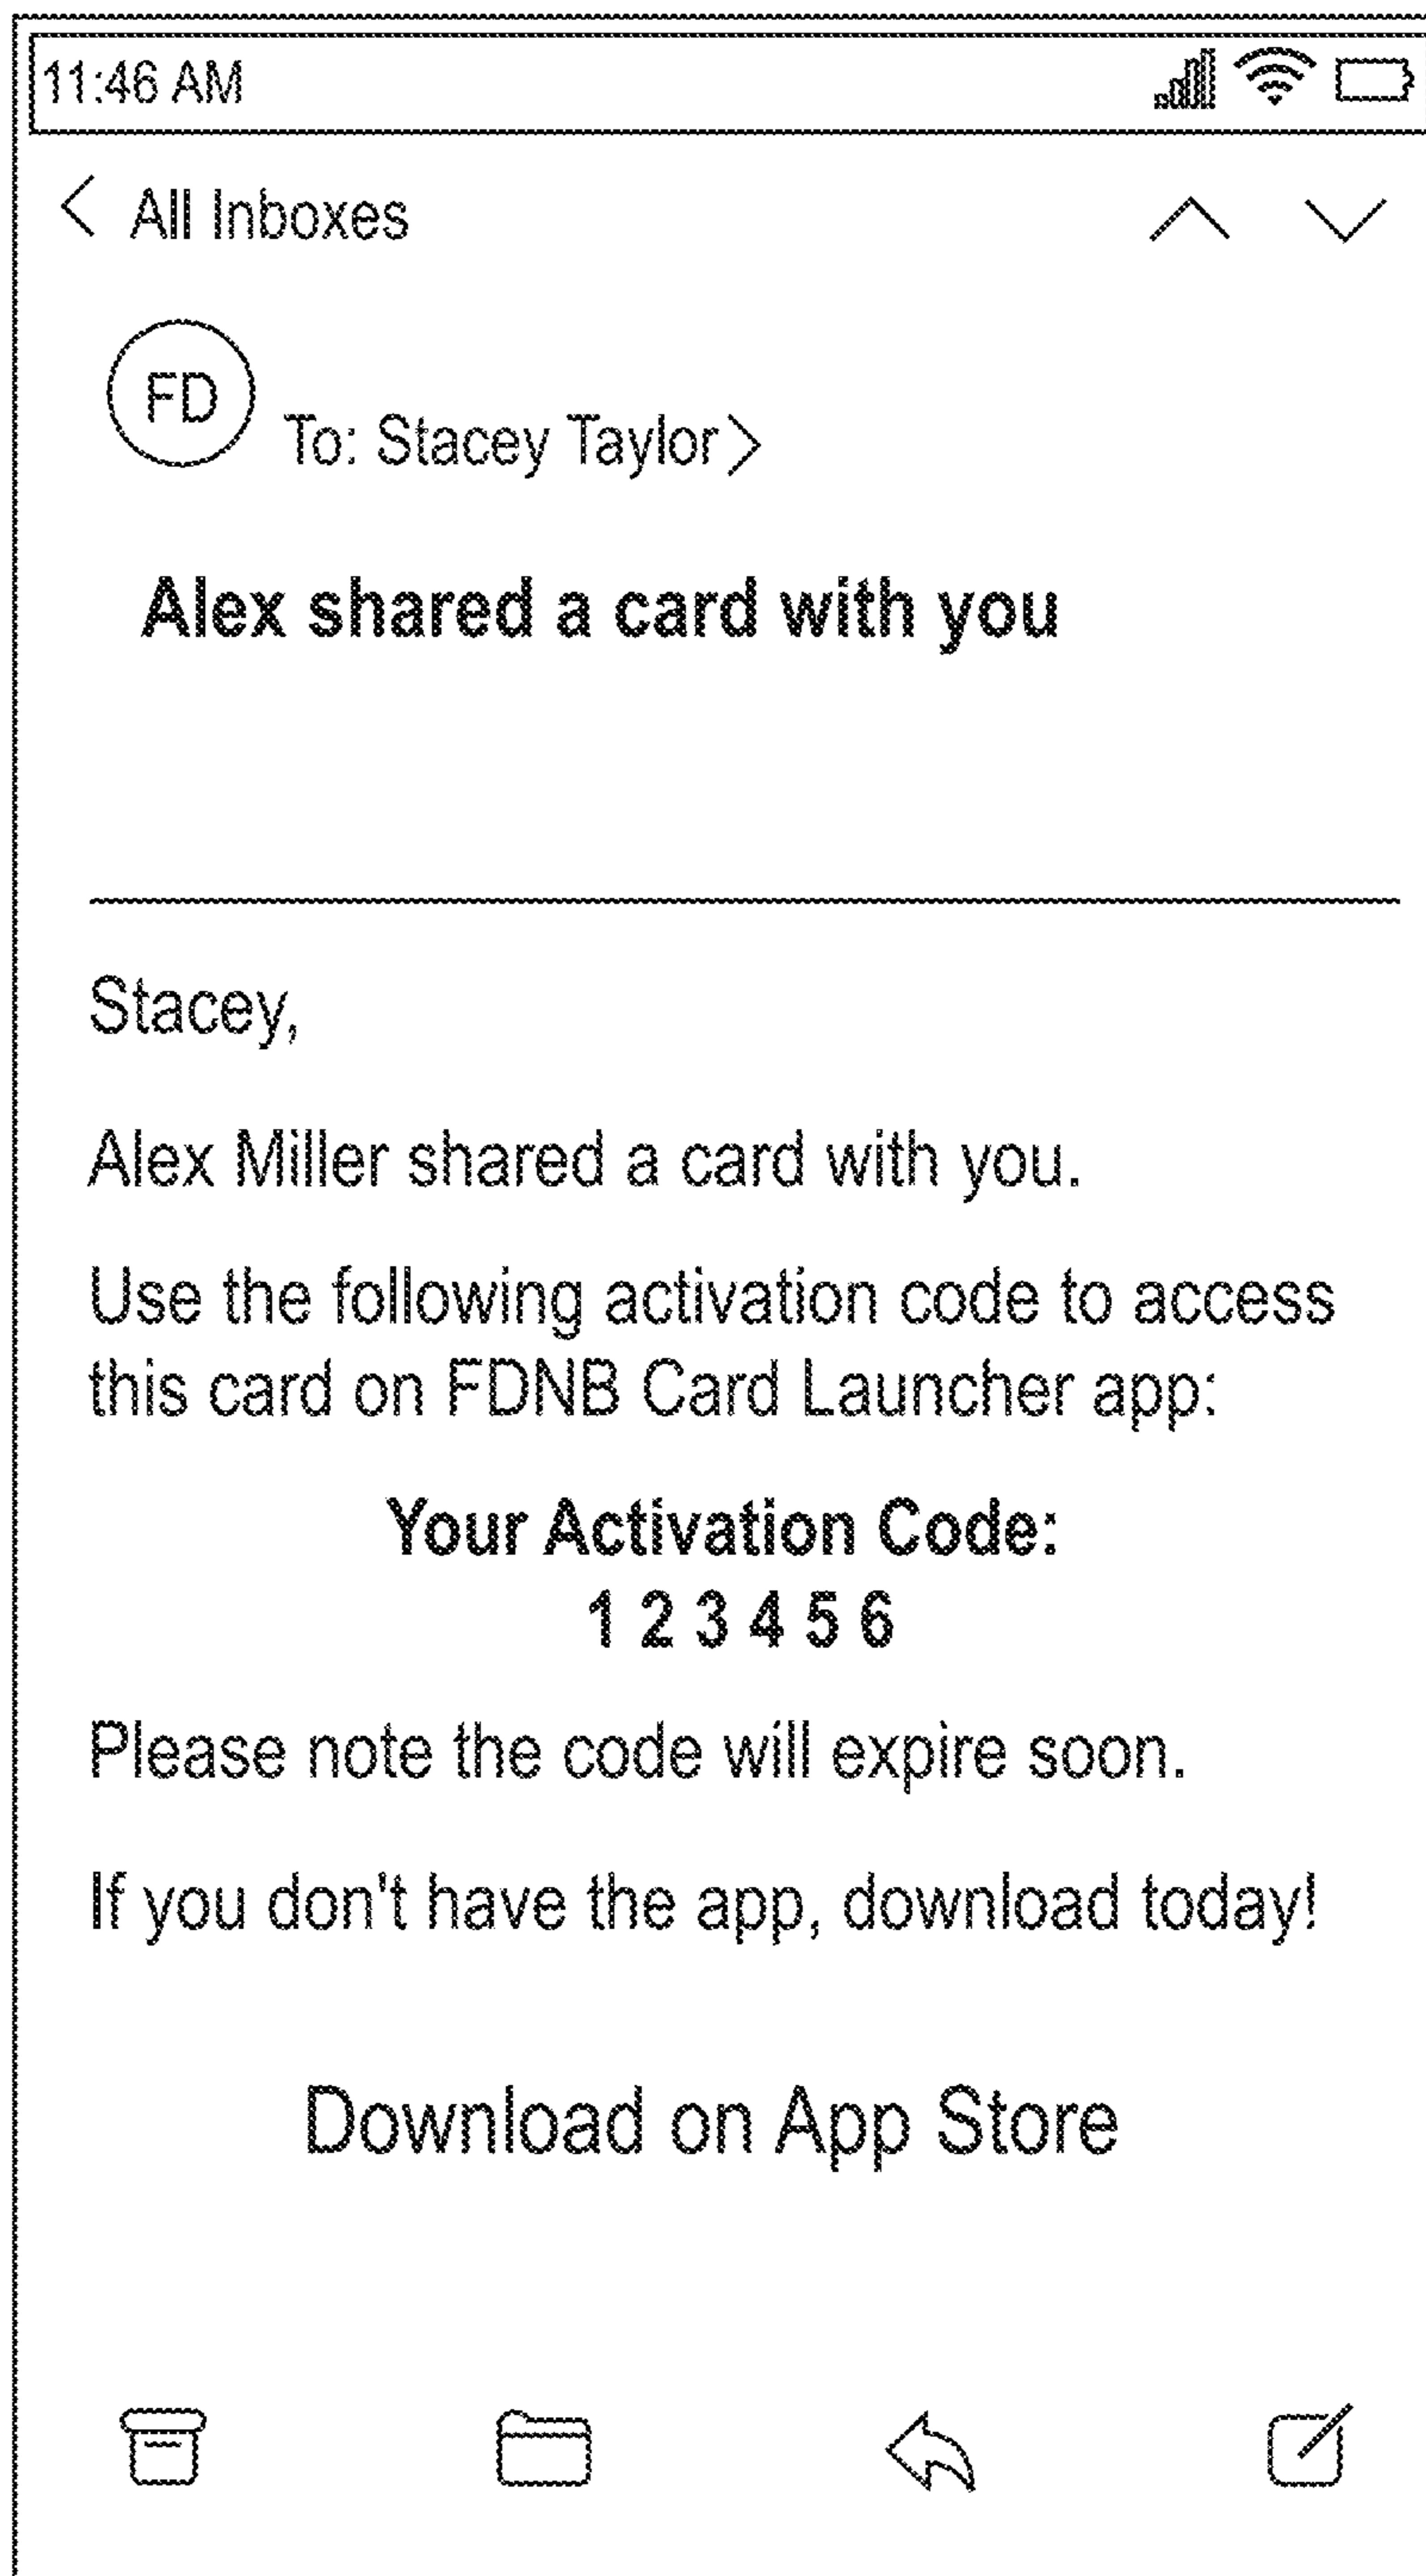 11:46 AM
All Inboxes
FD
To: Stacey Taylor
Alex shared a card with you
Stacey,
Alex Miller shared a card with you.
Use the following activation code to access
this card on FDNB Card Launcher app:
Your Activation Code:
1 2 3 4 5 6
Please note the code will expire soon.
If you don't have the app, download today!
Download on App Store